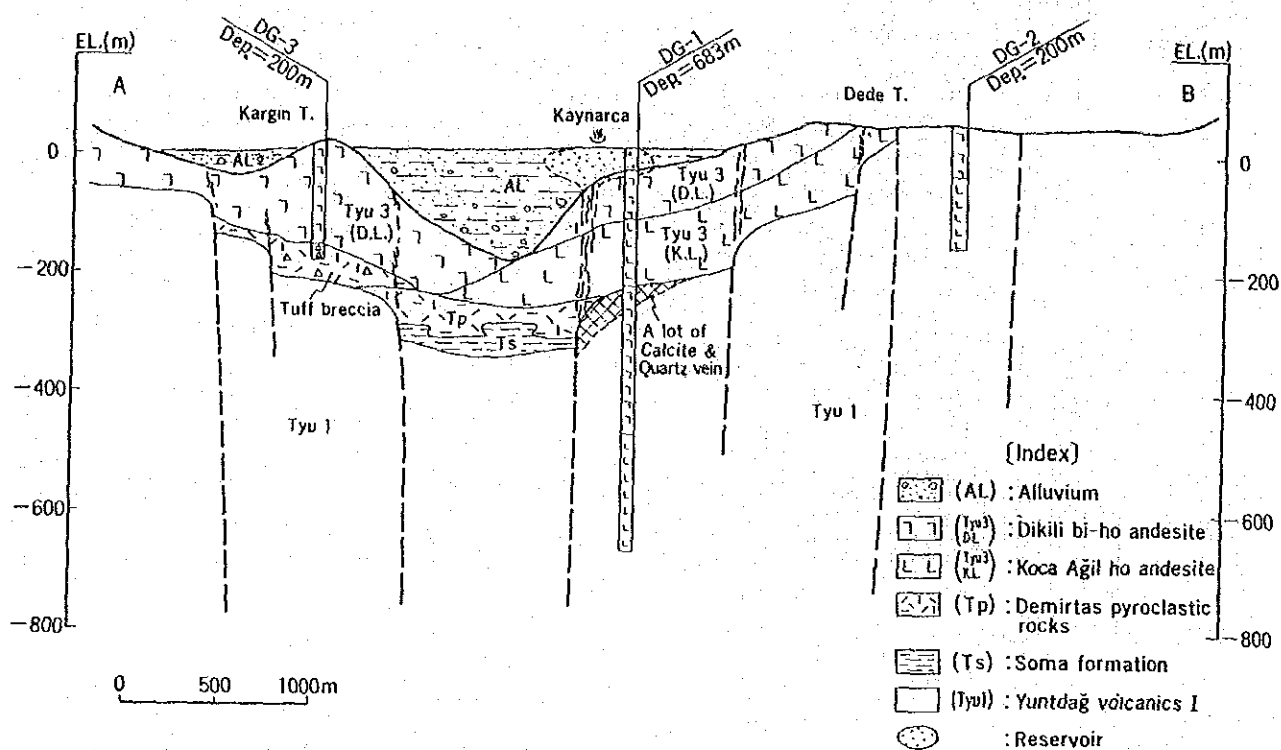 DG-3
Dep.=200m
DG-1
Dep.=683m
DG-2
Dep.=200m
EL.(m)
EL.(m)
A
B
Kargin T.
Kaynarca
Dede T.
0
0
AL
AL
Tyu 3
(D.L.)
Tyu 3
(D.L.)
Tyu 3
(K.L.)
-200
-200
Tuff breccia
Tp
Ts
A lot of
Calcite &
Quartz vein
-400
-400
Tyu 1
Tyu 1
-600
-600
-800
-800
0 500 1000m
(Index)
(AL) : Alluvium
(Tyu3 D.L.) : Dikili bi-ho andesite
(Tyu3 K.L.) : Koca Ağil ho andesite
(Tp) : Demirtas pyroclastic
rocks
(Ts) : Soma formation
(Tyu1) : Yuntdağ volcanics I
: Reservoir